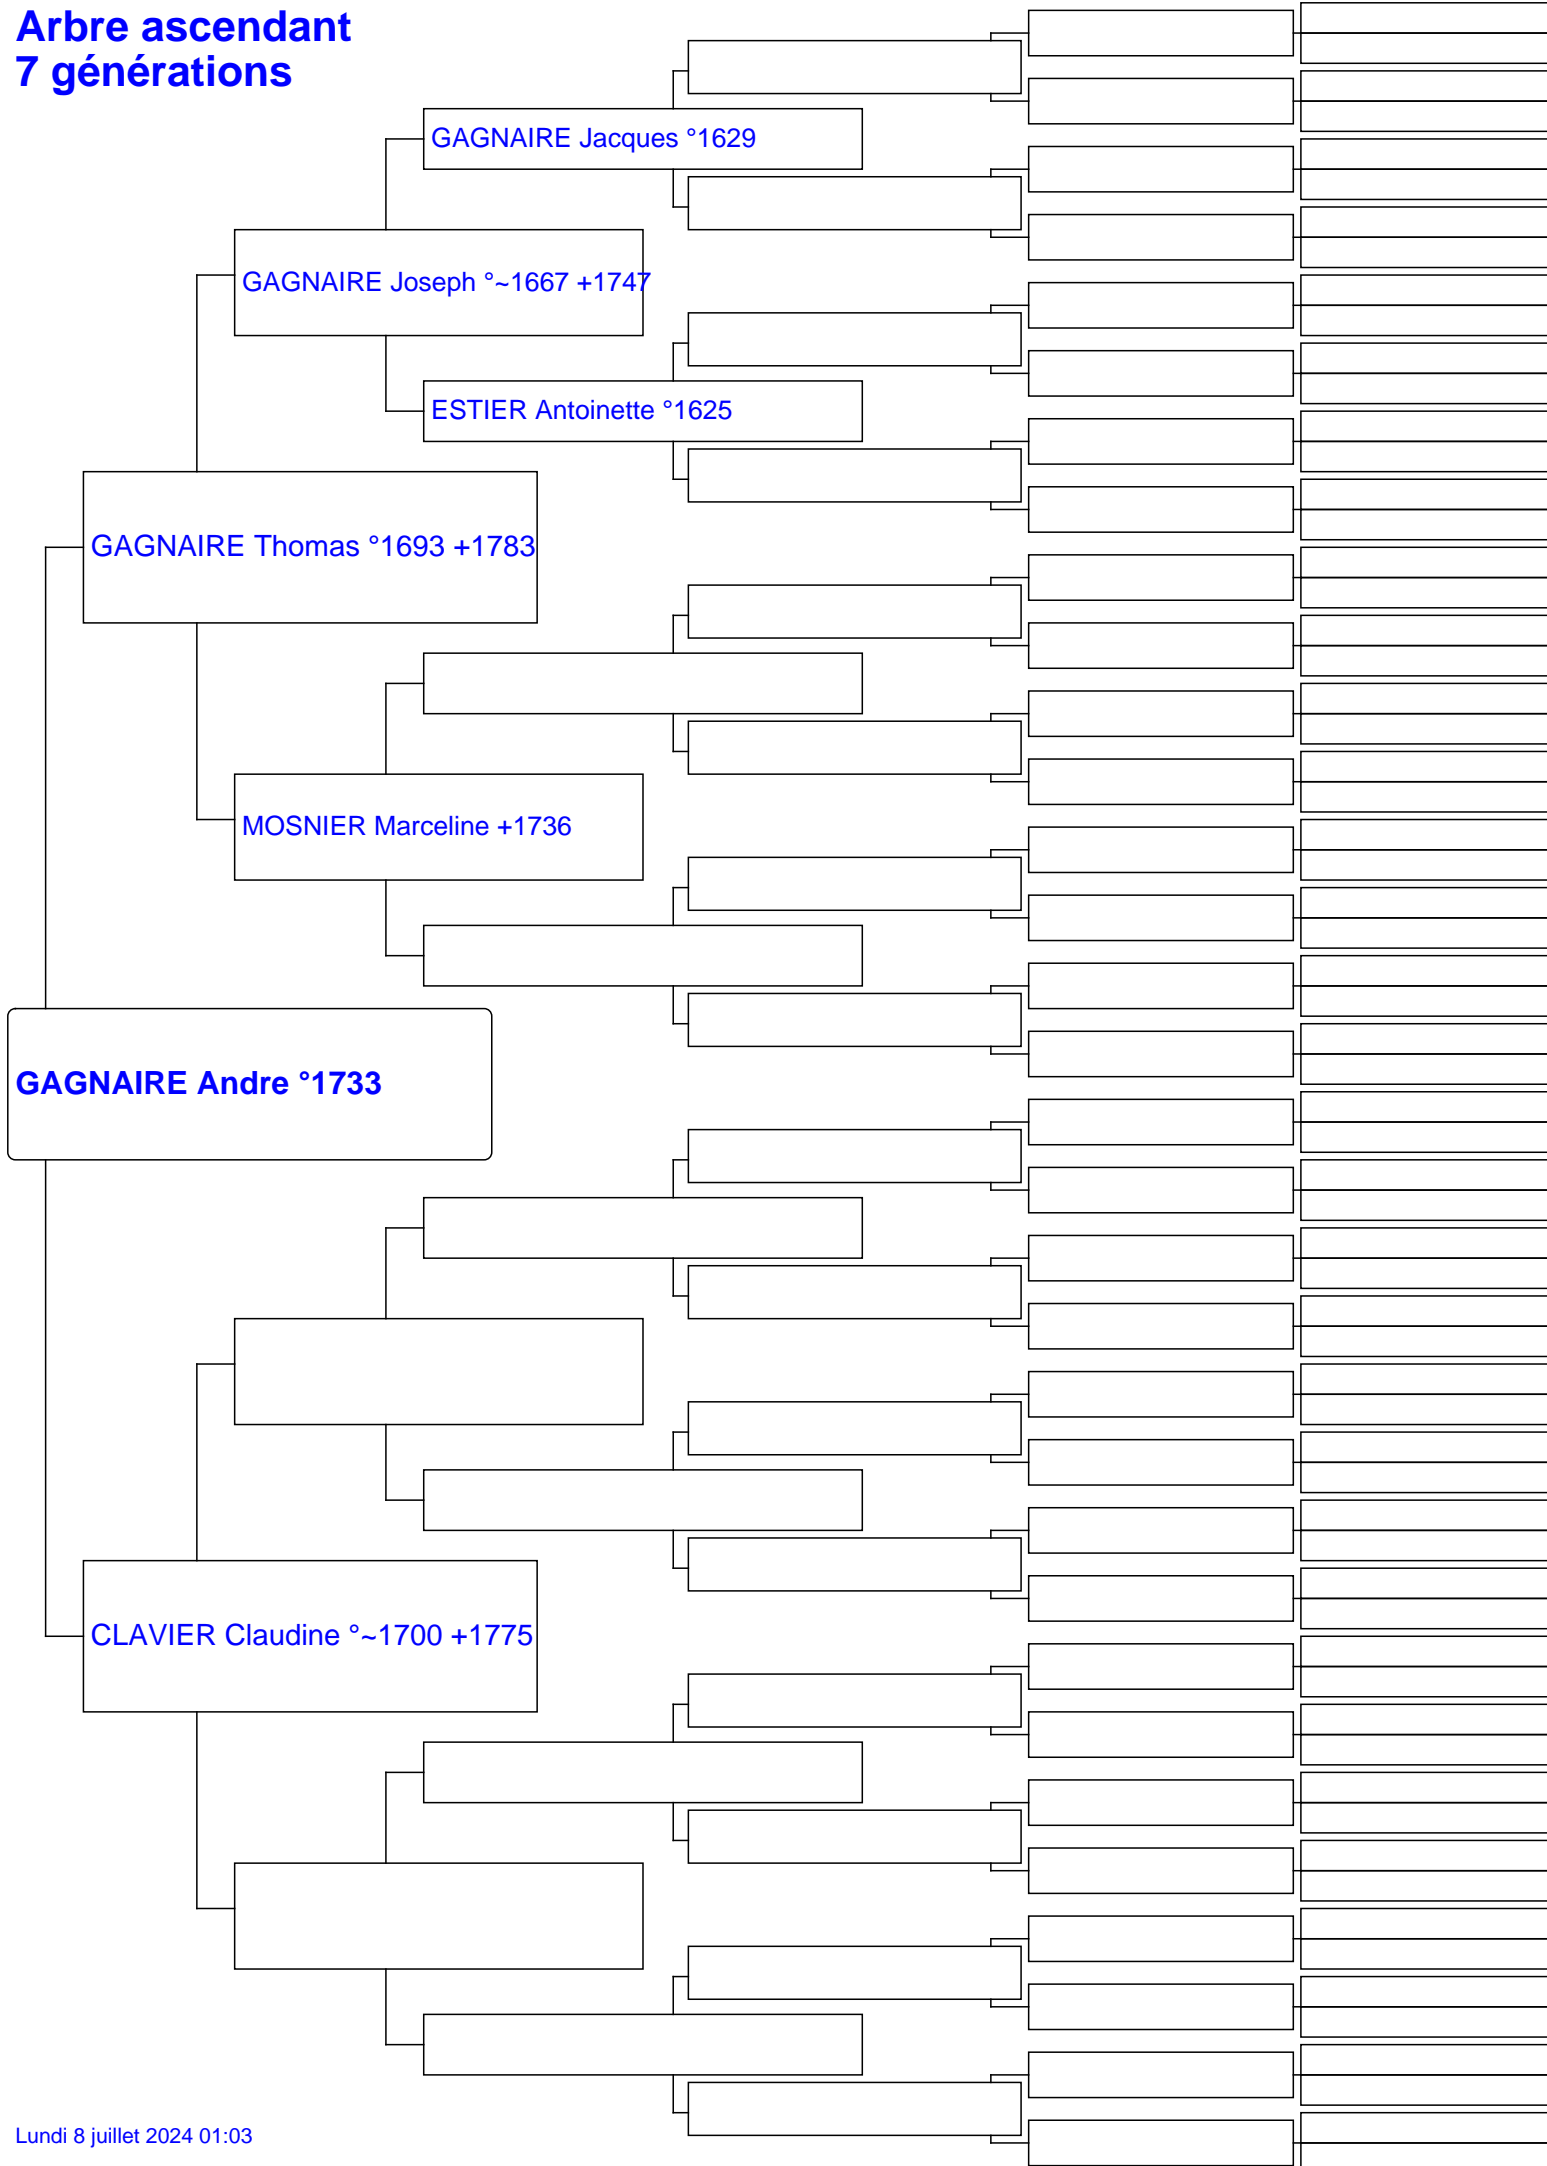 Arbre ascendant
7 générations
GAGNAIRE Jacques °1629
GAGNAIRE Joseph °~1667 +1747
ESTIER Antoinette °1625
GAGNAIRE Thomas °1693 +1783
MOSNIER Marceline +1736
GAGNAIRE Andre °1733
CLAVIER Claudine °~1700 +1775
Lundi 8 juillet 2024 01:03